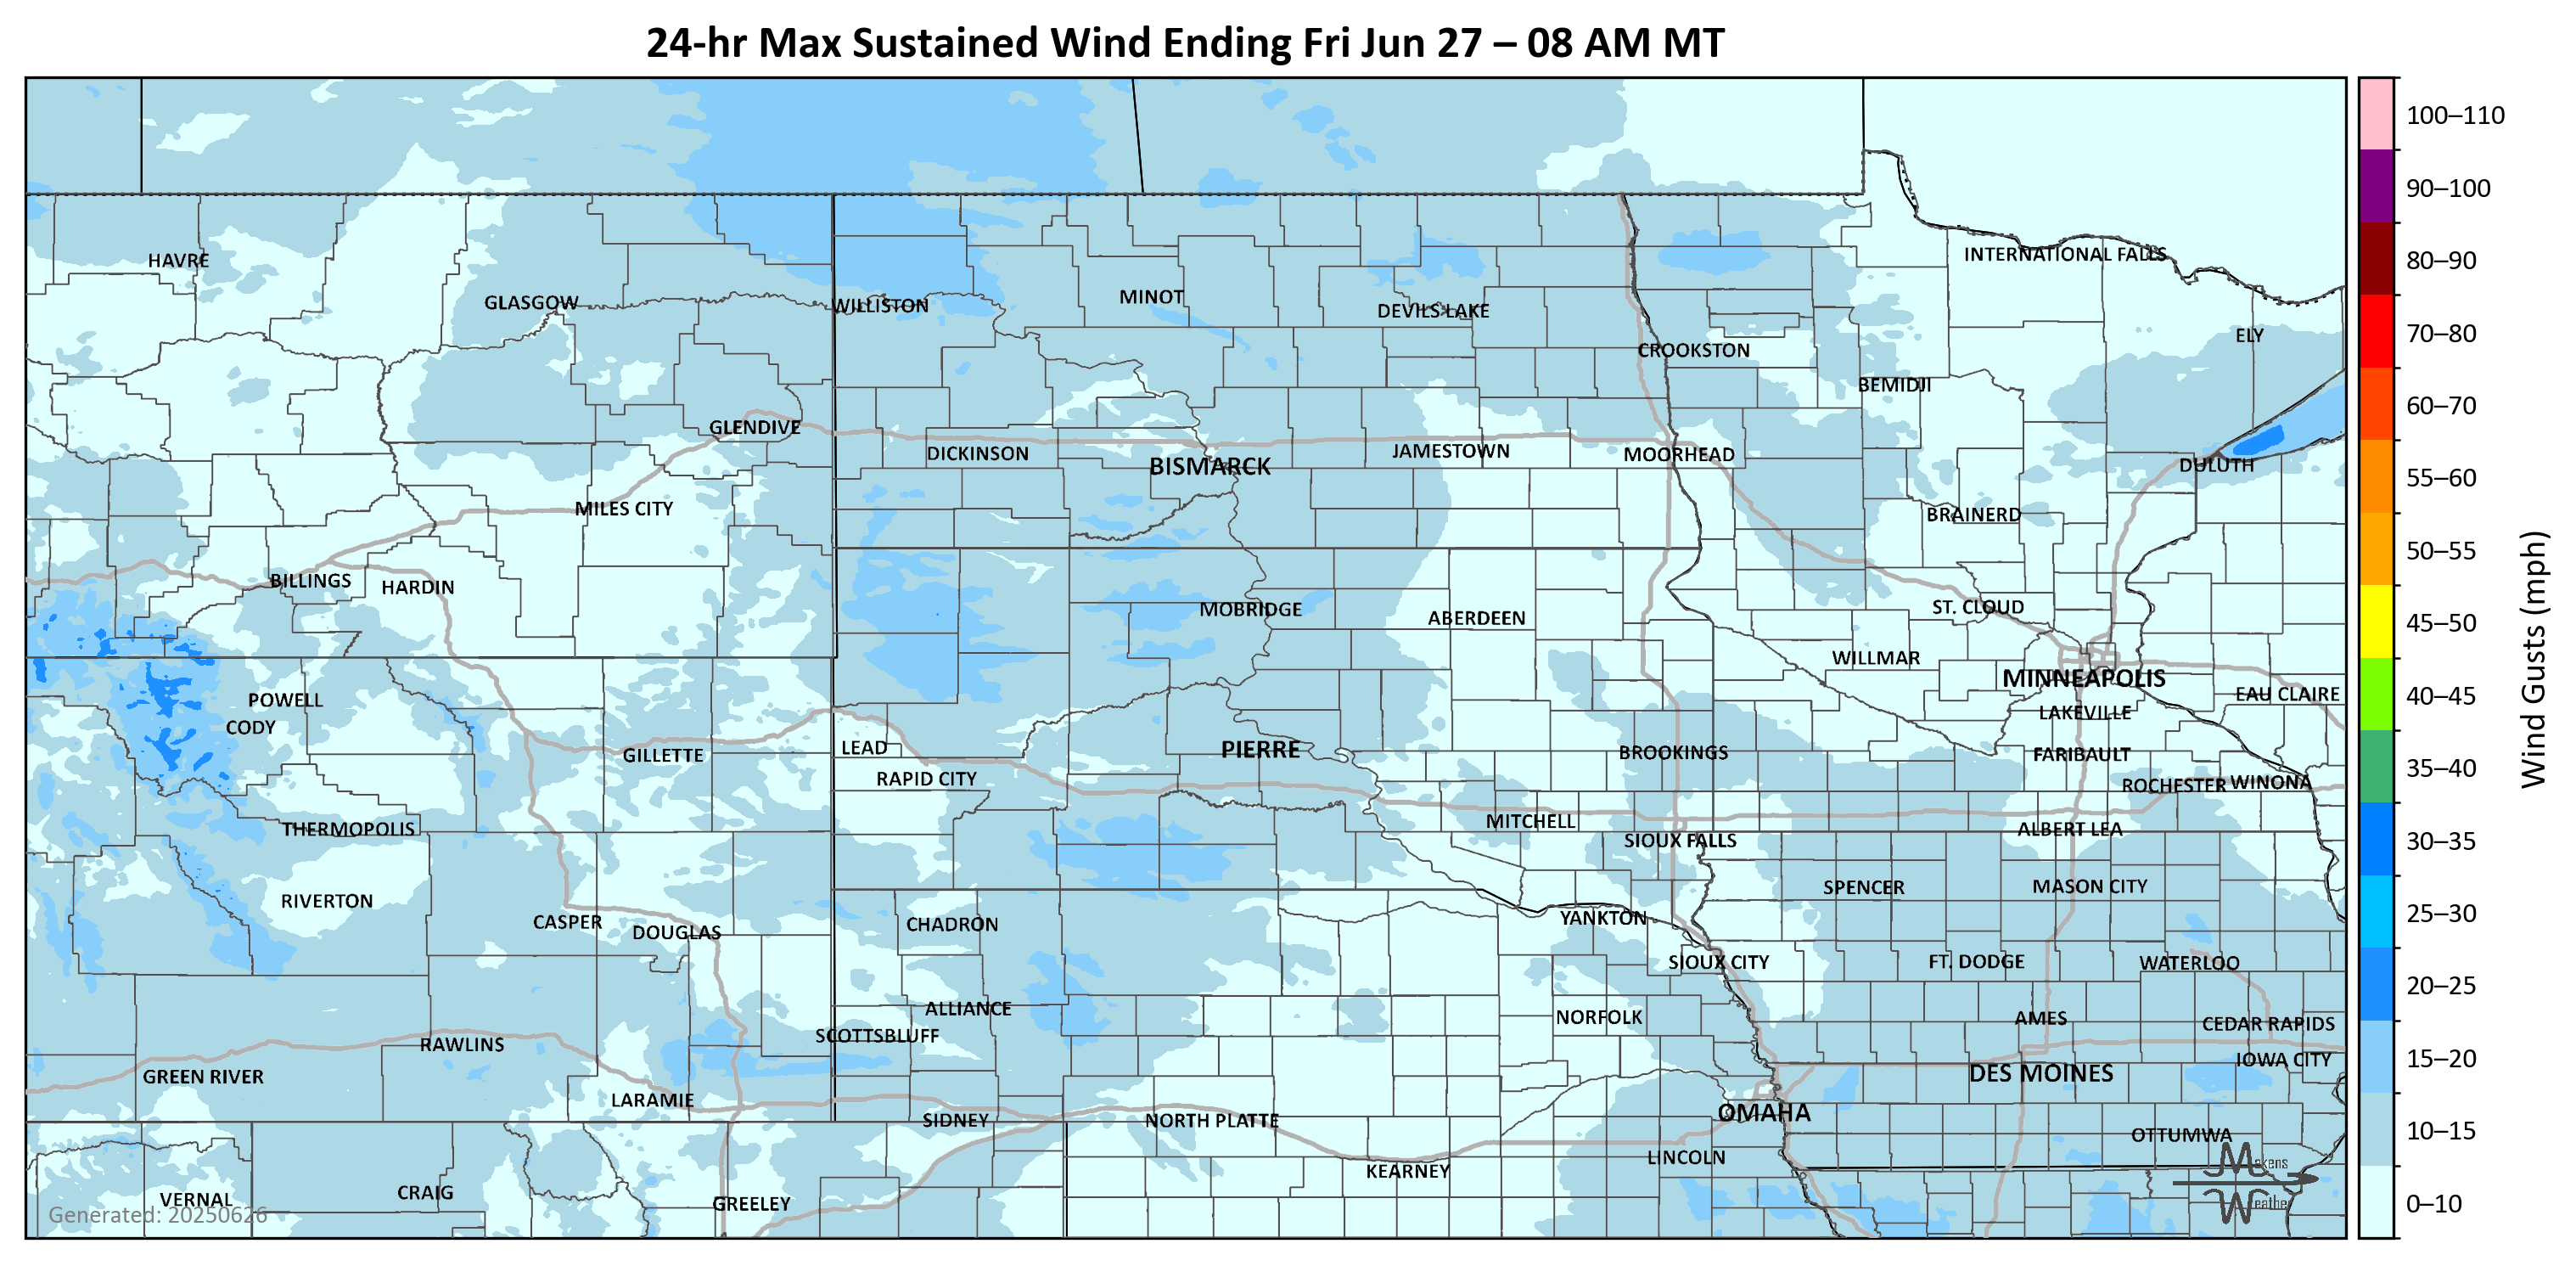 24-hr Max Sustained Wind Ending Fri Jun 27 – 08 AM MT
100–110
90–100
80–90
70–80
60–70
55–60
50–55
45–50
40–45
35–40
30–35
25–30
20–25
15–20
10–15
0–10
Wind Gusts (mph)
HAVRE
INTERNATIONAL FALLS
GLASGOW
WILLISTON
MINOT
DEVILS LAKE
ELY
CROOKSTON
BEMIDJI
GLENDIVE
DICKINSON
BISMARCK
JAMESTOWN
MOORHEAD
DULUTH
MILES CITY
BRAINERD
BILLINGS
HARDIN
MOBRIDGE
ABERDEEN
ST. CLOUD
WILLMAR
MINNEAPOLIS
POWELL
EAU CLAIRE
CODY
LAKEVILLE
GILLETTE
LEAD
PIERRE
BROOKINGS
FARIBAULT
RAPID CITY
ROCHESTER
WINONA
THERMOPOLIS
MITCHELL
ALBERT LEA
SIOUX FALLS
RIVERTON
SPENCER
MASON CITY
CASPER
DOUGLAS
CHADRON
YANKTON
SIOUX CITY
FT. DODGE
WATERLOO
ALLIANCE
NORFOLK
AMES
CEDAR RAPIDS
SCOTTSBLUFF
RAWLINS
IOWA CITY
GREEN RIVER
DES MOINES
LARAMIE
OMAHA
SIDNEY
NORTH PLATTE
OTTUMWA
LINCOLN
KEARNEY
VERNAL
CRAIG
GREELEY
Makens
Weather
Generated: 20250626